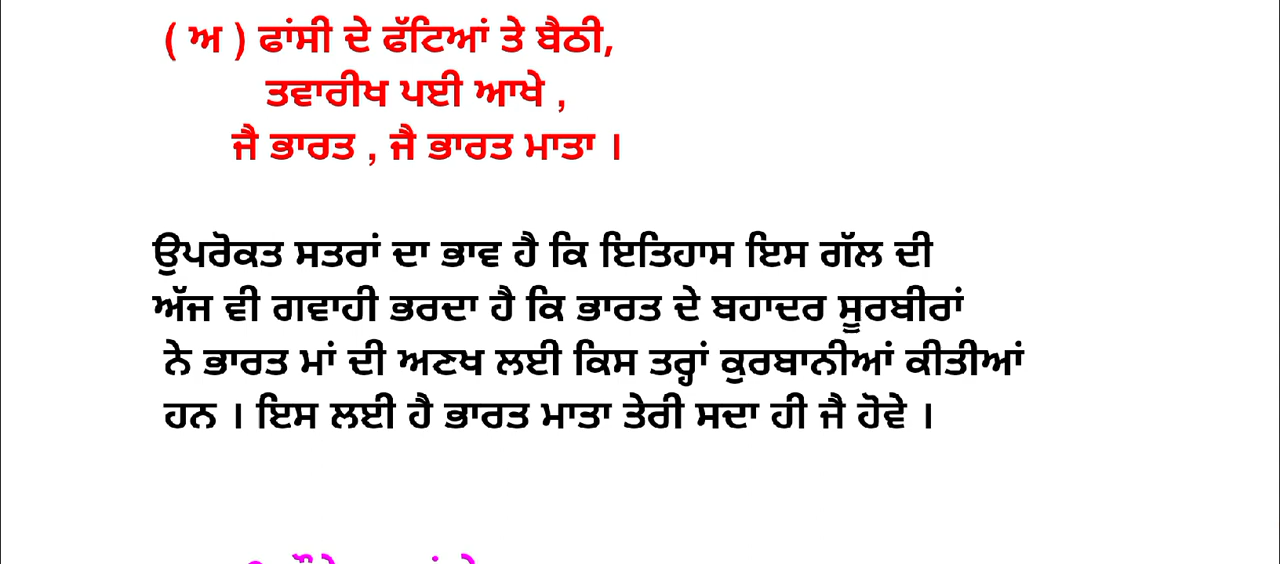 ( ਅ ) ਫਾਂਸੀ ਦੇ ਫੱਟਿਆਂ ਤੇ ਬੈਠੀ,
ਤਵਾਰੀਖ ਪਈ ਆਖੇ ,
ਜੈ ਭਾਰਤ , ਜੈ ਭਾਰਤ ਮਾਤਾ ।
ਉਪਰੋਕਤ ਸਤਰਾਂ ਦਾ ਭਾਵ ਹੈ ਕਿ ਇਤਿਹਾਸ ਇਸ ਗੱਲ ਦੀ
ਅੱਜ ਵੀ ਗਵਾਹੀ ਭਰਦਾ ਹੈ ਕਿ ਭਾਰਤ ਦੇ ਬਹਾਦਰ ਸੂਰਬੀਰਾਂ
ਨੇ ਭਾਰਤ ਮਾਂ ਦੀ ਅਣਖ ਲਈ ਕਿਸ ਤਰ੍ਹਾਂ ਕੁਰਬਾਨੀਆਂ ਕੀਤੀਆਂ
ਹਨ । ਇਸ ਲਈ ਹੈ ਭਾਰਤ ਮਾਤਾ ਤੇਰੀ ਸਦਾ ਹੀ ਜੈ ਹੋਵੇ ।